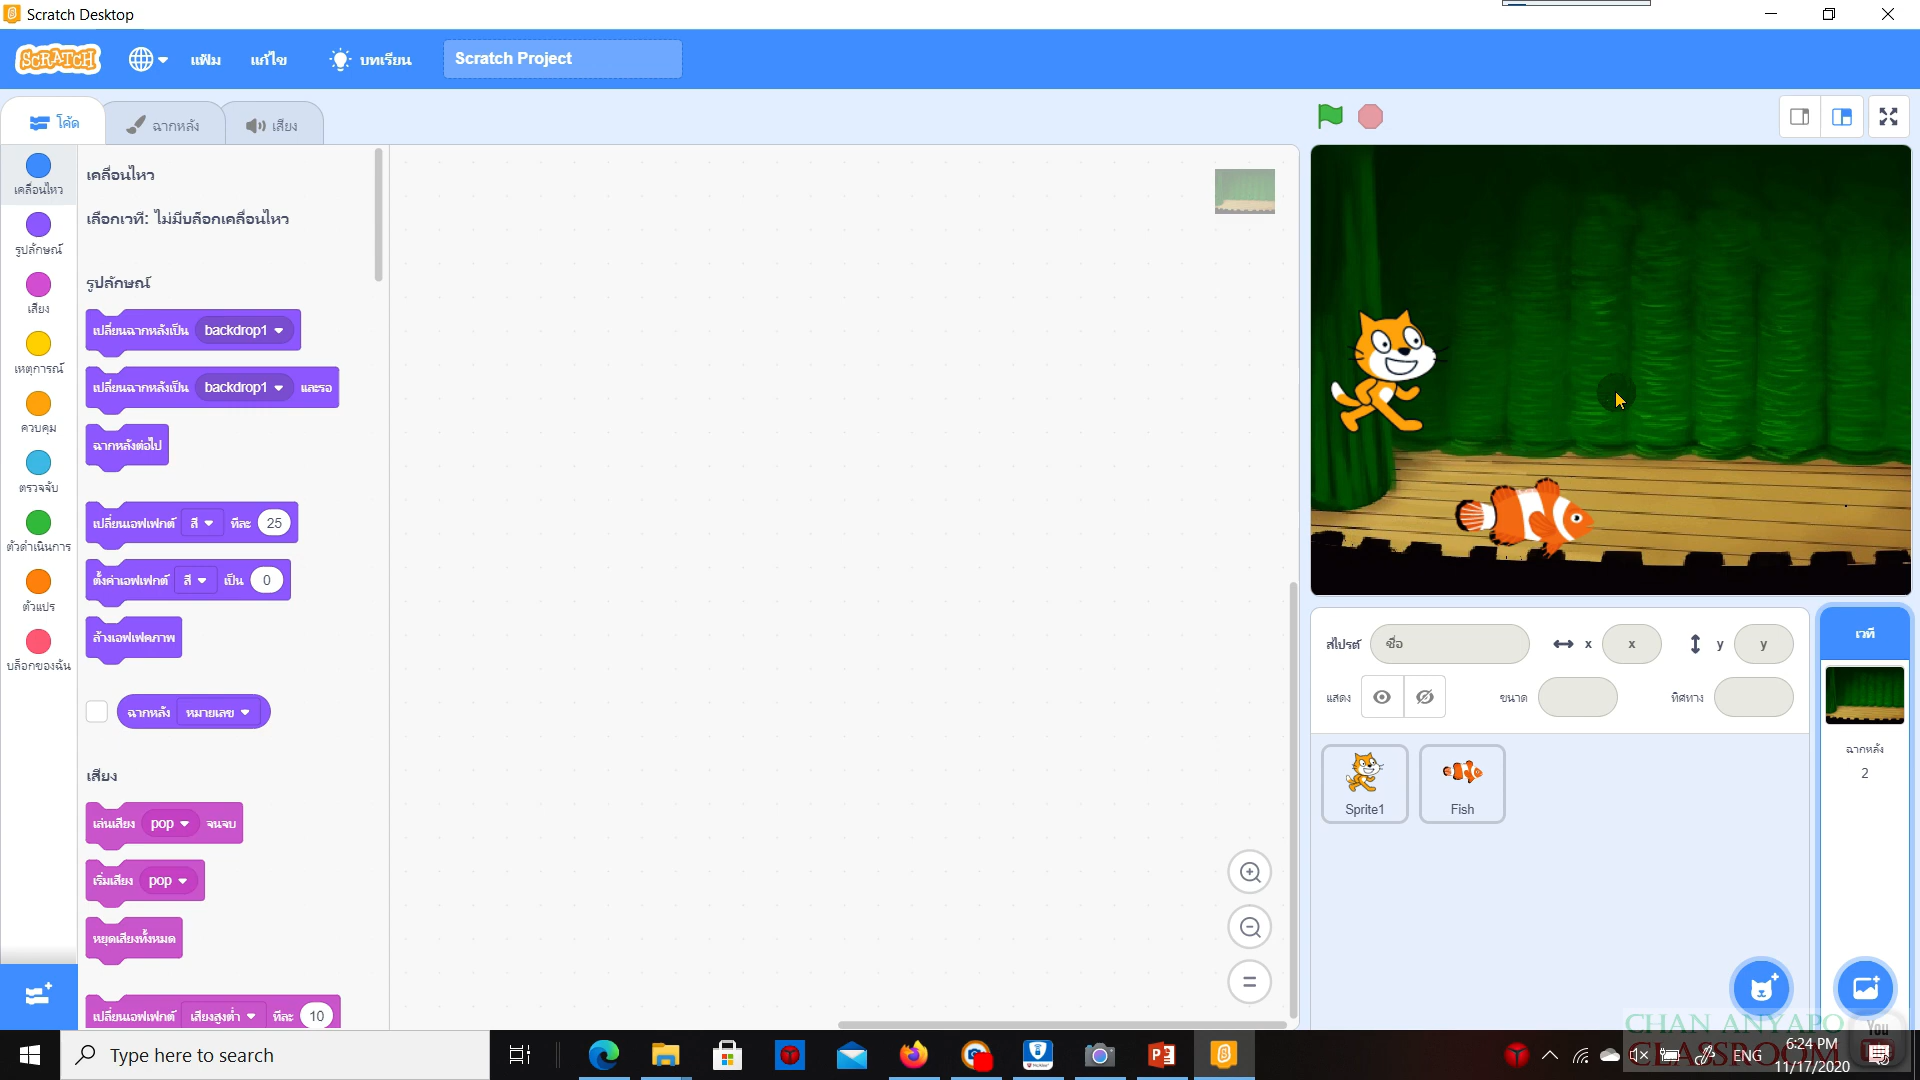 Scratch Desktop
SCRATCH
แฟ้ม
แก้ไข
บทเรียน
Scratch Project
โค้ด
ฉากหลัง
เสียง
เคลื่อนไหว
รูปลักษณ์
เสียง
เหตุการณ์
ควบคุม
ตรวจจับ
ตัวดำเนินการ
ตัวแปร
บล็อกของฉัน
เคลื่อนไหว
เลือกเวที: ไม่มีบล็อกเคลื่อนไหว
รูปลักษณ์
เปลี่ยนฉากหลังเป็น backdrop1
เปลี่ยนฉากหลังเป็น backdrop1 และรอ
ฉากหลังต่อไป
เปลี่ยนเอฟเฟกต์ สี ทีละ 25
ตั้งค่าเอฟเฟกต์ สี เป็น 0
ล้างเอฟเฟคภาพ
ฉากหลัง หมายเลข
เสียง
เล่นเสียง pop จนจบ
เริ่มเสียง pop
หยุดเสียงทั้งหมด
เปลี่ยนเอฟเฟกต์ เสียงสูงต่ำ ทีละ 10
สไปรต์ ชื่อ x x y y
แสดง ขนาด ทิศทาง
Sprite1
Fish
เวที
ฉากหลัง
2
CHAN ANYAPO
CLASSROOM
You
Type here to search
ENG
6:24 PM
11/17/2020